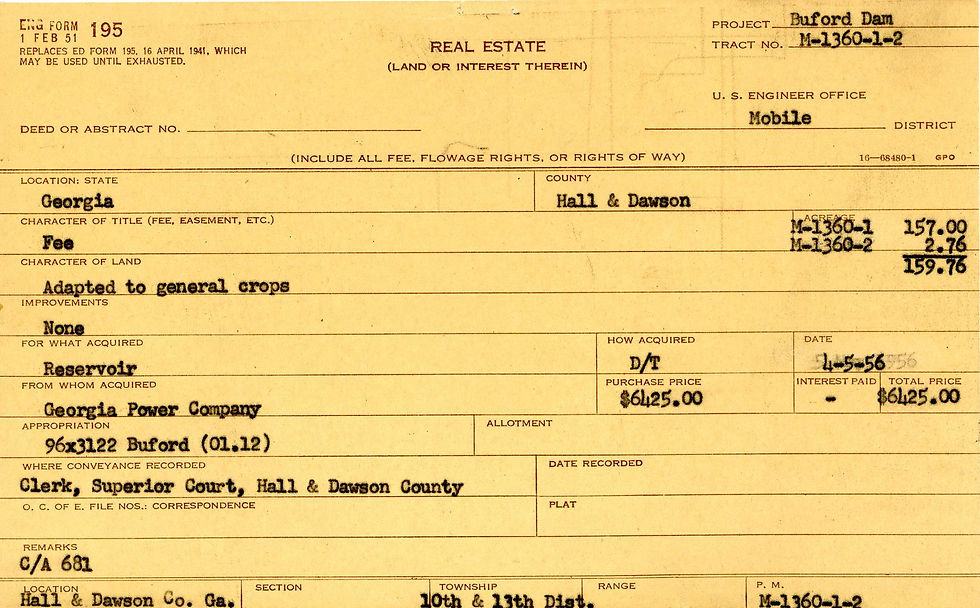 ENG FORM 195
1 FEB 51
REPLACES ED FORM 195, 16 APRIL 1941, WHICH
MAY BE USED UNTIL EXHAUSTED.
REAL ESTATE
(LAND OR INTEREST THEREIN)
PROJECT Buford Dam
TRACT NO. M-1360-1-2
U. S. ENGINEER OFFICE
Mobile DISTRICT
DEED OR ABSTRACT NO.
(INCLUDE ALL FEE, FLOWAGE RIGHTS, OR RIGHTS OF WAY)
16—68480-1 GPO
LOCATION: STATE
Georgia
COUNTY
Hall & Dawson
CHARACTER OF TITLE (FEE, EASEMENT, ETC.)
Fee
ACREAGE
M-1360-1 157.00
M-1360-2 2.76
159.76
CHARACTER OF LAND
Adapted to general crops
IMPROVEMENTS
None
FOR WHAT ACQUIRED
Reservoir
HOW ACQUIRED
D/T
DATE
4-5-56
FROM WHOM ACQUIRED
Georgia Power Company
PURCHASE PRICE
$6425.00
INTEREST PAID
-
TOTAL PRICE
$6425.00
APPROPRIATION
96x3122 Buford (01.12)
ALLOTMENT
WHERE CONVEYANCE RECORDED
Clerk, Superior Court, Hall & Dawson County
DATE RECORDED
O. C. OF E. FILE NOS.: CORRESPONDENCE
PLAT
REMARKS
C/A 681
LOCATION
Hall & Dawson Co. Ga.
SECTION
TOWNSHIP
10th & 13th Dist.
RANGE
P. M.
M-1360-1-2